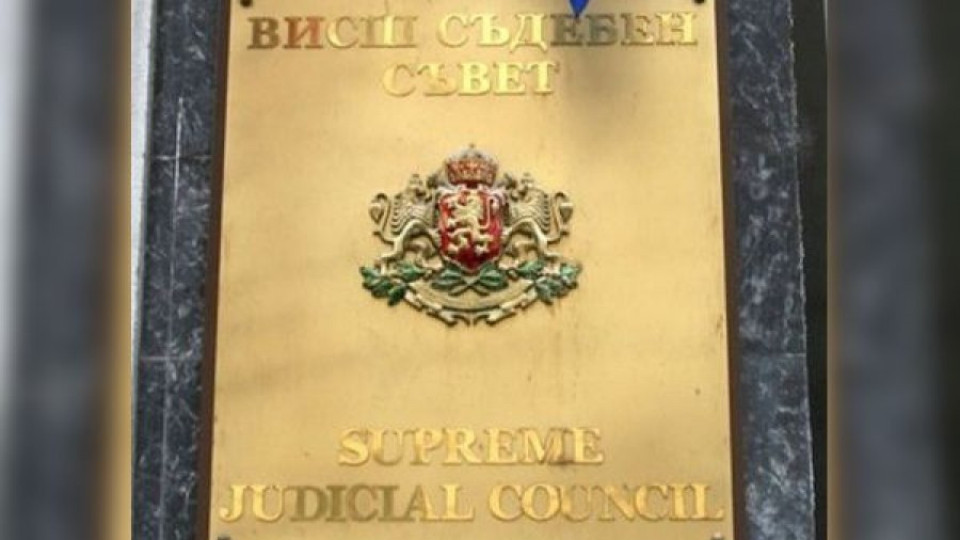 ВИСШ СЪДЕБЕН
СЪВЕТ
SUPREME
JUDICIAL COUNCIL